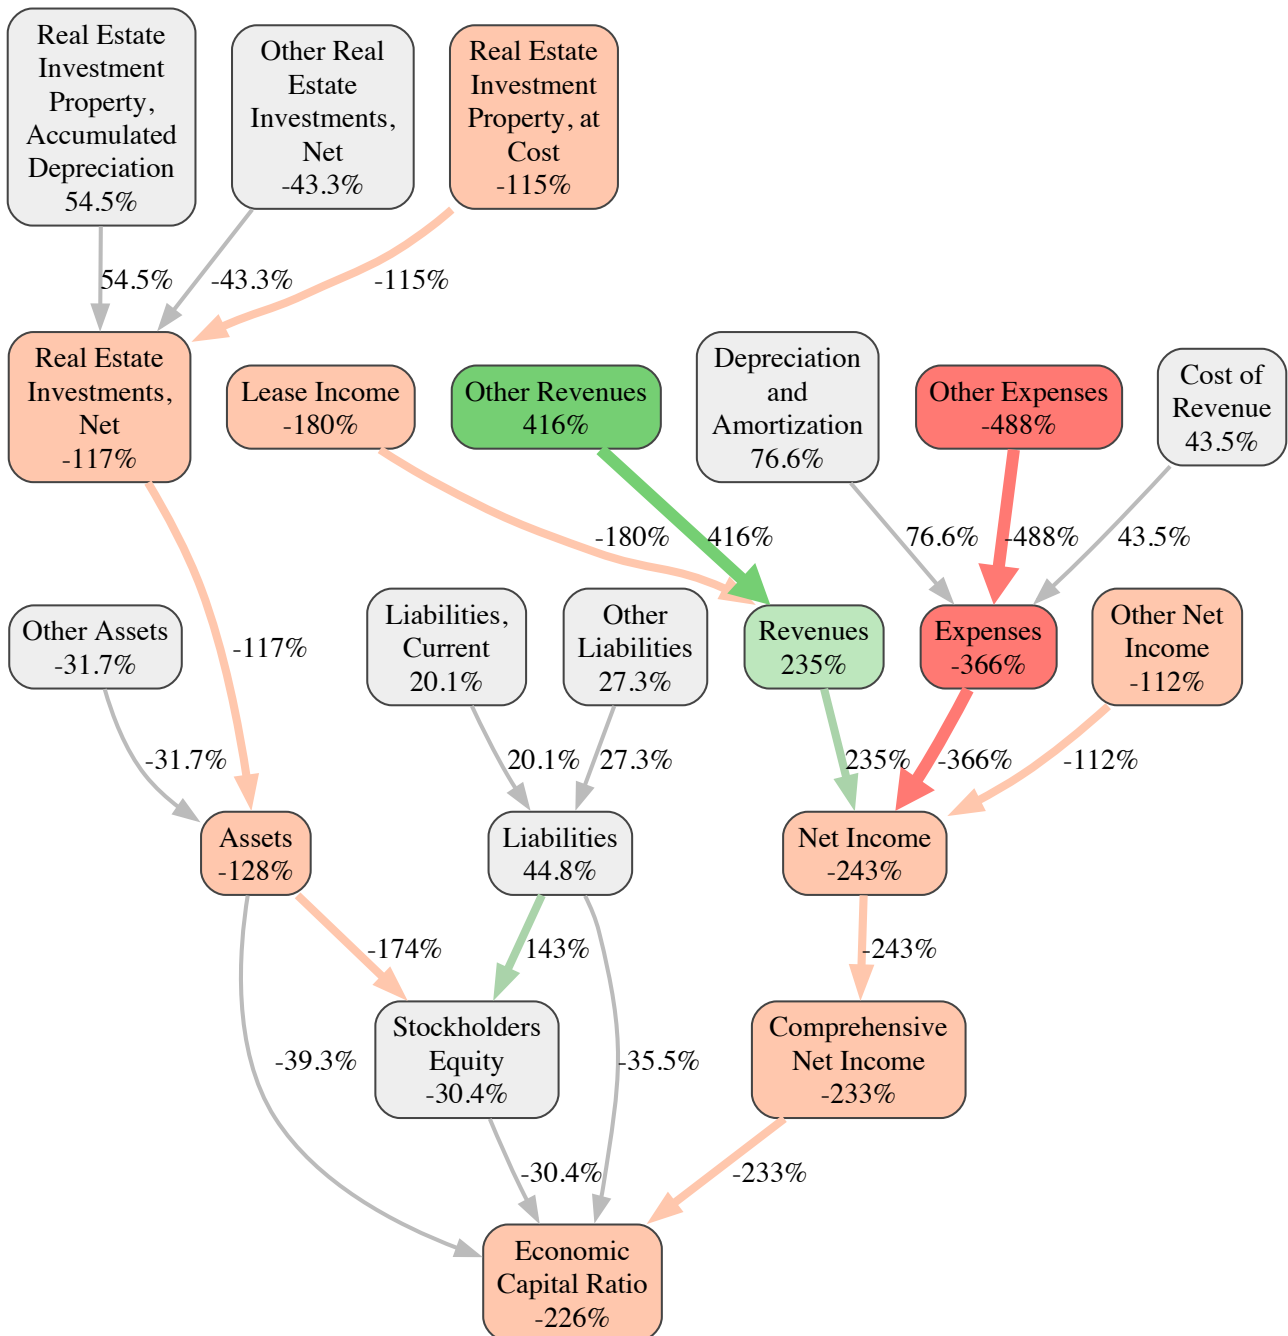 Real Estate
Investment
Property,
Accumulated
Depreciation
54.5%
Other Real
Estate
Investments,
Net
-43.3%
Real Estate
Investment
Property, at
Cost
-115%
54.5%
-43.3%
-115%
Real Estate
Investments,
Net
-117%
Lease Income
-180%
Other Revenues
416%
Depreciation
and
Amortization
76.6%
Other Expenses
-488%
Cost of
Revenue
43.5%
-180%
416%
76.6%
-488%
43.5%
Other Assets
-31.7%
-117%
Liabilities,
Current
20.1%
Other
Liabilities
27.3%
Revenues
235%
Expenses
-366%
Other Net
Income
-112%
-31.7%
20.1%
27.3%
235%
-366%
-112%
Assets
-128%
Liabilities
44.8%
Net Income
-243%
-174%
143%
-243%
Stockholders
Equity
-30.4%
Comprehensive
Net Income
-233%
-39.3%
-35.5%
-30.4%
-233%
Economic
Capital Ratio
-226%